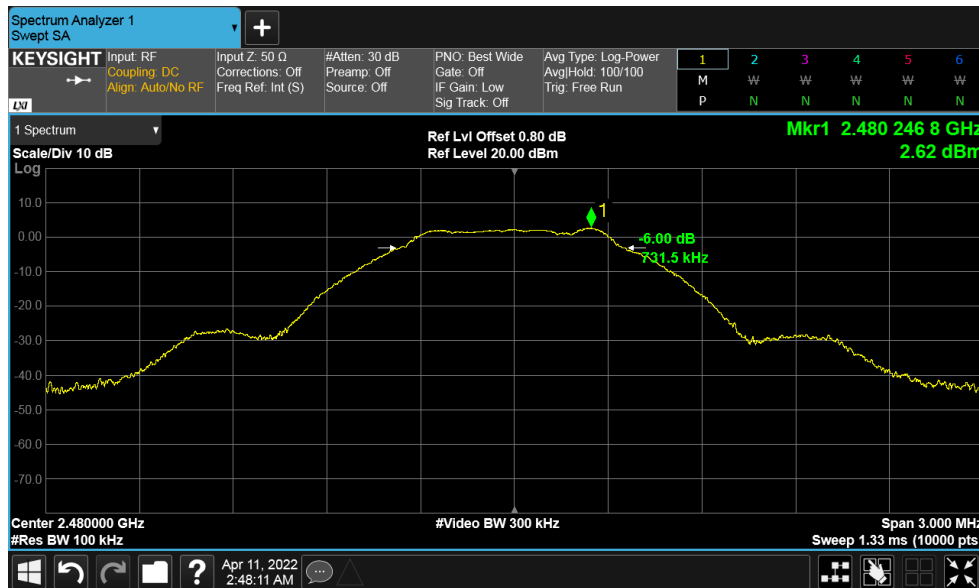 Spectrum Analyzer 1
Swept SA
+
KEYSIGHT
LXI
Input: RF
Coupling: DC
Align: Auto/No RF
Input Z: 50 Ω
Corrections: Off
Freq Ref: Int (S)
#Atten: 30 dB
Preamp: Off
Source: Off
PNO: Best Wide
Gate: Off
IF Gain: Low
Sig Track: Off
Avg Type: Log-Power
Avg|Hold: 100/100
Trig: Free Run
1 2 3 4 5 6
M W W W W W
P N N N N N
1 Spectrum
Scale/Div 10 dB
Ref Lvl Offset 0.80 dB
Ref Level 20.00 dBm
Mkr1 2.480 246 8 GHz
2.62 dBm
Log
10.0
0.00
-10.0
-20.0
-30.0
-40.0
-50.0
-60.0
-70.0
1
-6.00 dB
731.5 kHz
Center 2.480000 GHz
#Res BW 100 kHz
#Video BW 300 kHz
Span 3.000 MHz
Sweep 1.33 ms (10000 pts
?
Apr 11, 2022
2:48:11 AM